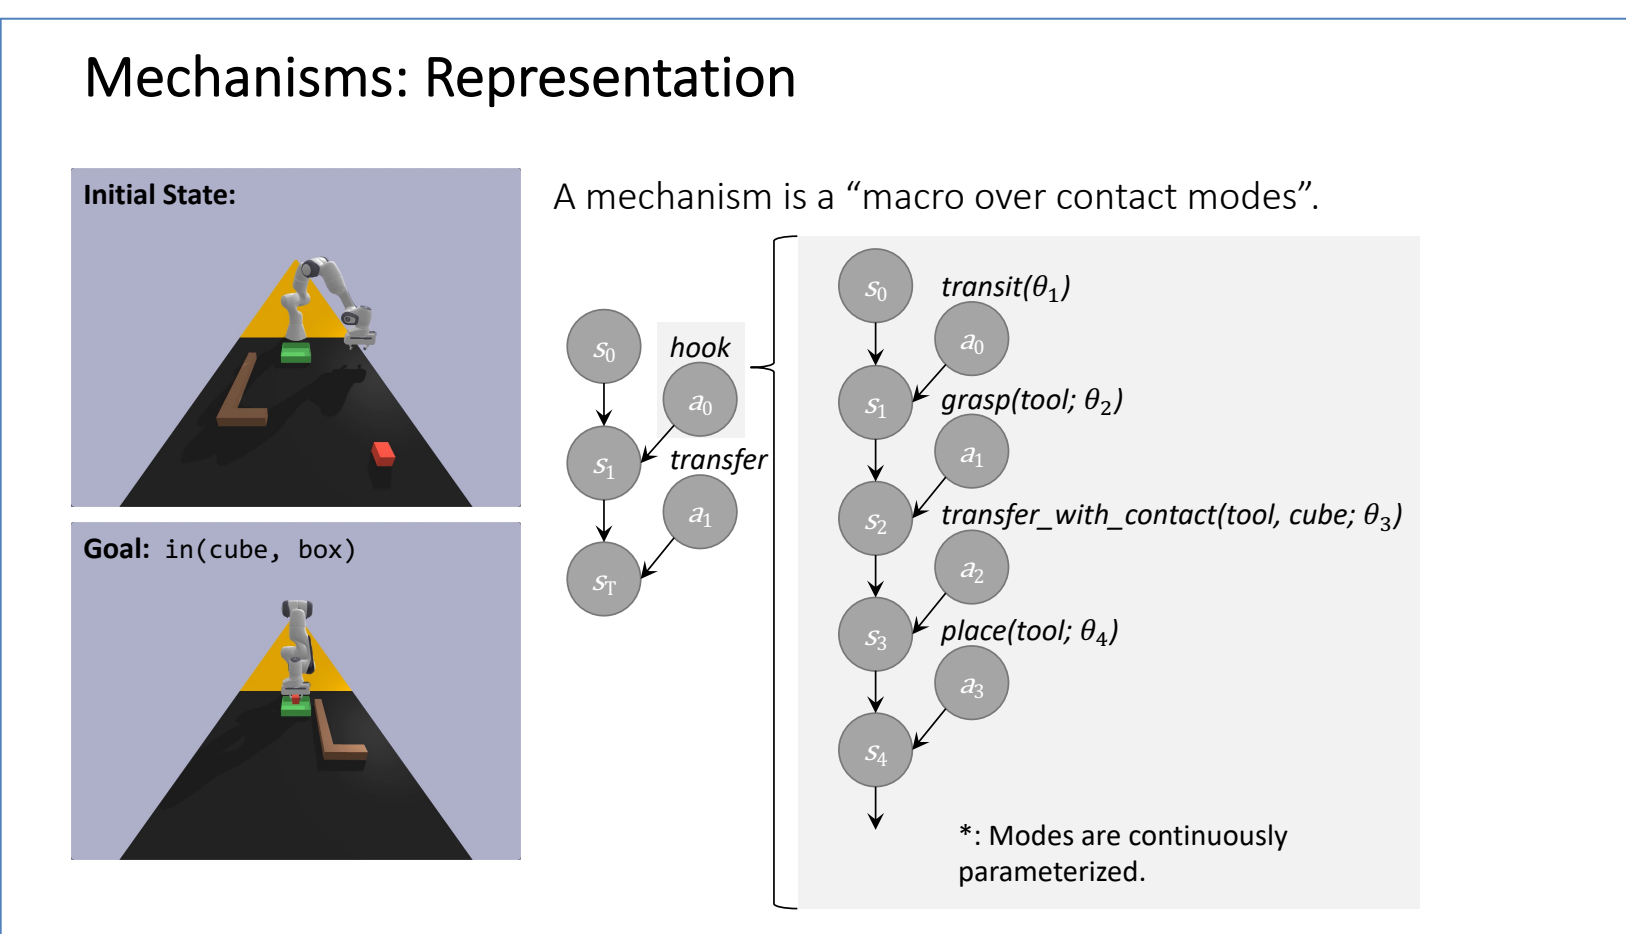 Mechanisms: Representation
Initial State:
Goal: in(cube, box)
A mechanism is a “macro over contact modes”.
s₀
hook
a₀
s₁
transfer
a₁
s_T
s₀
transit(θ₁)
a₀
s₁
grasp(tool; θ₂)
a₁
s₂
transfer_with_contact(tool, cube; θ₃)
a₂
s₃
place(tool; θ₄)
a₃
s₄
*: Modes are continuously
parameterized.